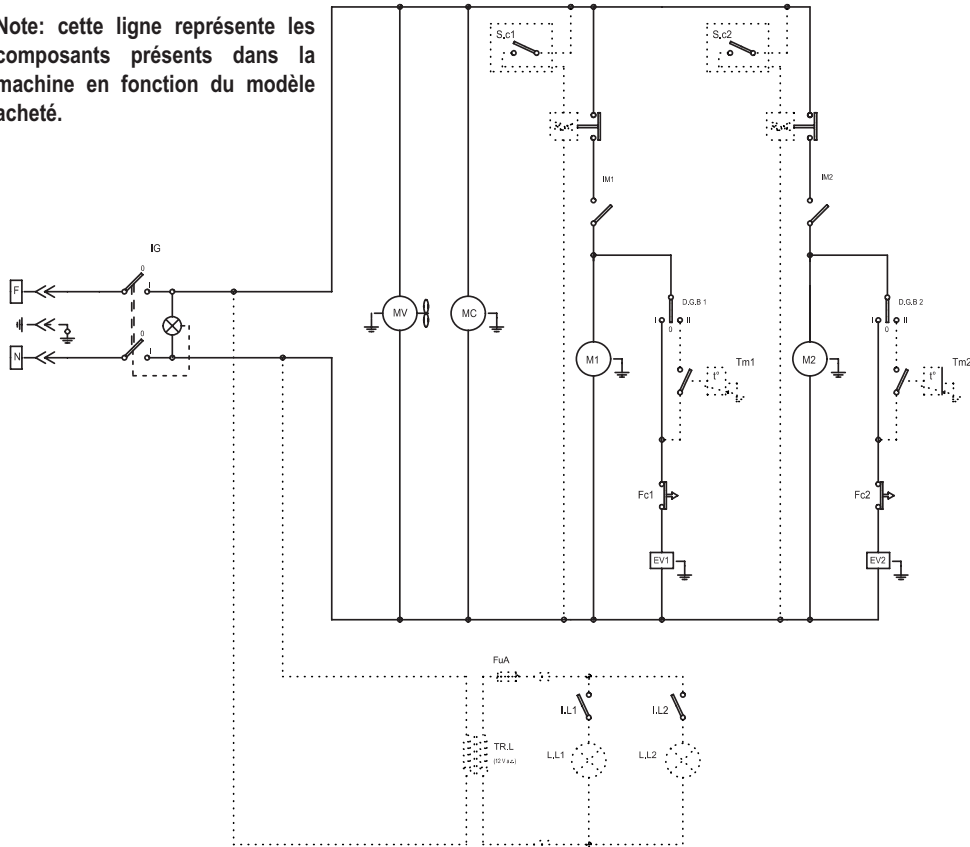 Note: cette ligne représente les
composants présents dans la
machine en fonction du modèle
acheté.
S.c1
S.c2
IM1
IM2
IG
0
I
F
N
0
I
MV
MC
M1
M2
D.G.B 1
I
0
II
D.G.B 2
I
0
II
t°
Tm1
t°
Tm2
Fc1
Fc2
EV1
EV2
FuA
I.L1
I.L2
TR.L
(12 V a.c.)
L.L1
L.L2